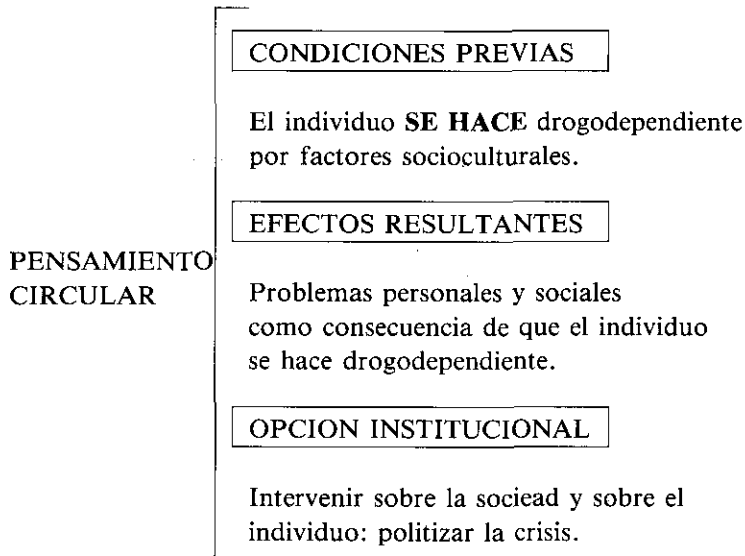 CONDICIONES PREVIAS
El individuo SE HACE drogodependiente
por factores socioculturales.
EFECTOS RESULTANTES
PENSAMIENTO
CIRCULAR
Problemas personales y sociales
como consecuencia de que el individuo
se hace drogodependiente.
OPCION INSTITUCIONAL
Intervenir sobre la sociead y sobre el
individuo: politizar la crisis.